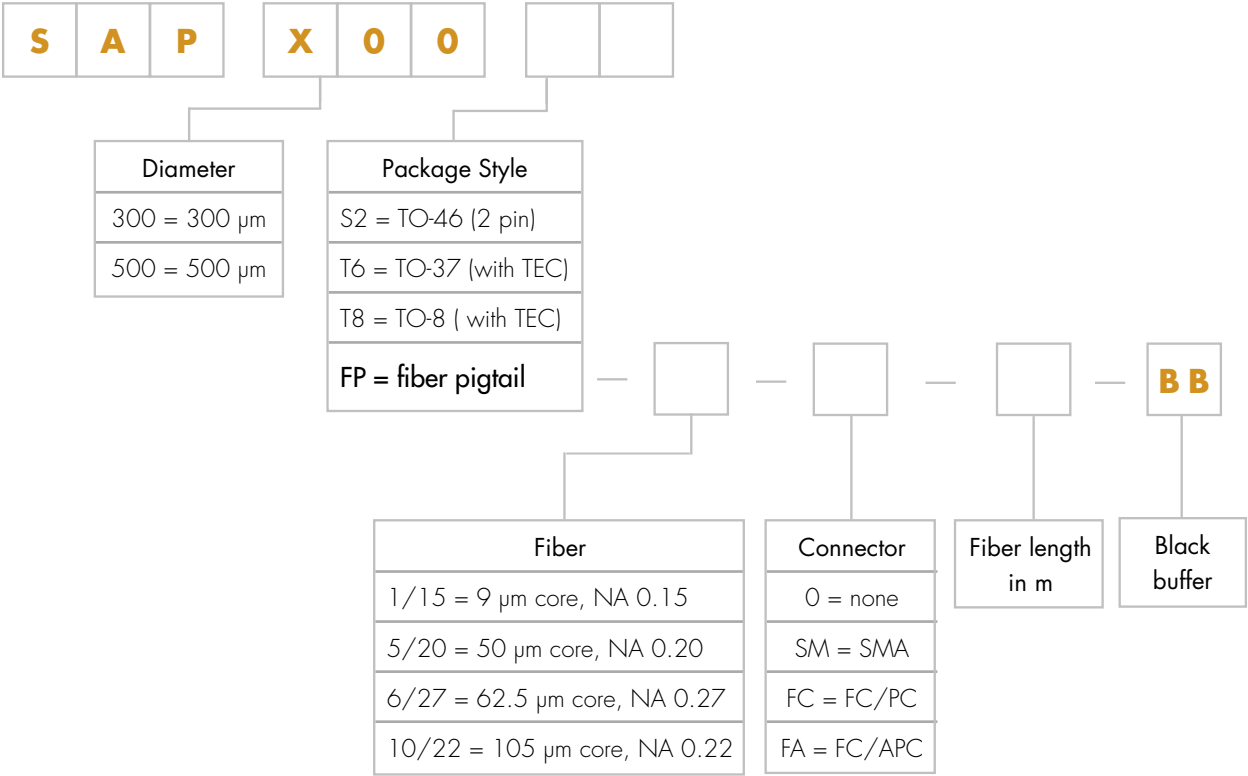 S A P X 0 0
Diameter
300 = 300 µm
500 = 500 µm
Package Style
S2 = TO-46 (2 pin)
T6 = TO-37 (with TEC)
T8 = TO-8 ( with TEC)
FP = fiber pigtail — — — — B B
Fiber
1/15 = 9 µm core, NA 0.15
5/20 = 50 µm core, NA 0.20
6/27 = 62.5 µm core, NA 0.27
10/22 = 105 µm core, NA 0.22
Connector
0 = none
SM = SMA
FC = FC/PC
FA = FC/APC
Fiber length
in m
Black
buffer